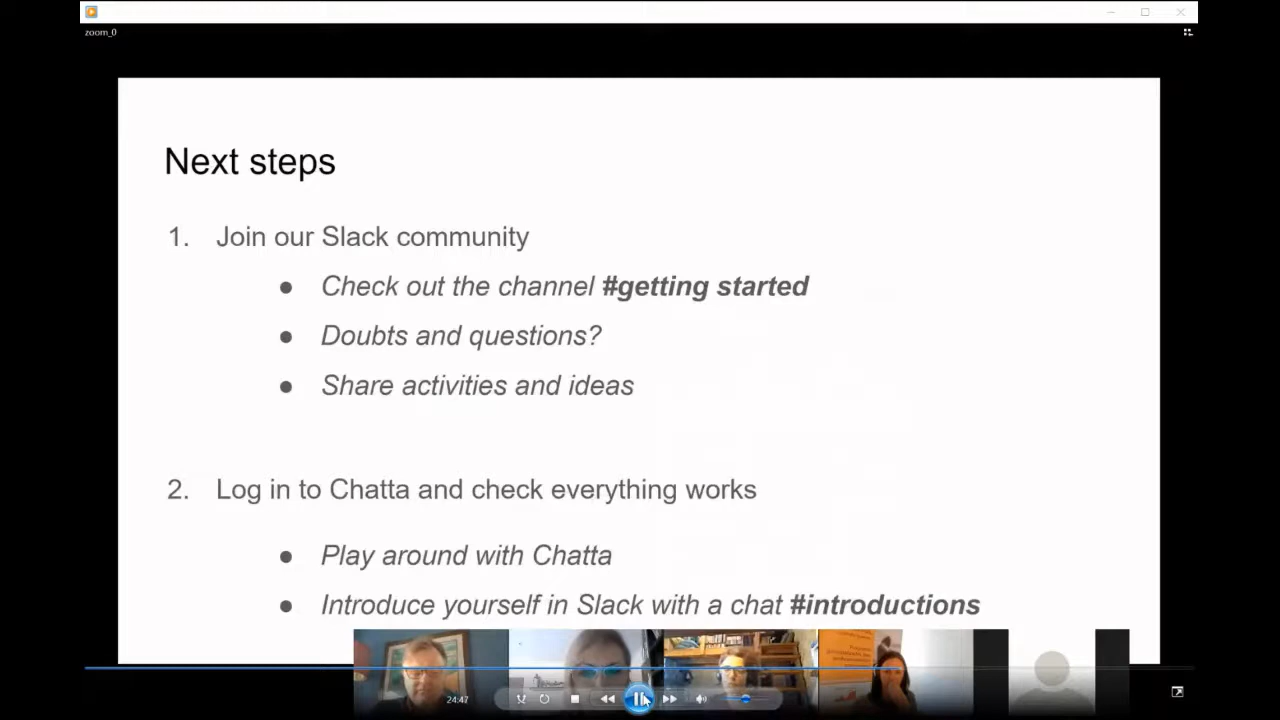 zoom_0
Next steps
1. Join our Slack community
● Check out the channel #getting started
● Doubts and questions?
● Share activities and ideas
2. Log in to Chatta and check everything works
● Play around with Chatta
● Introduce yourself in Slack with a chat #introductions
24:47